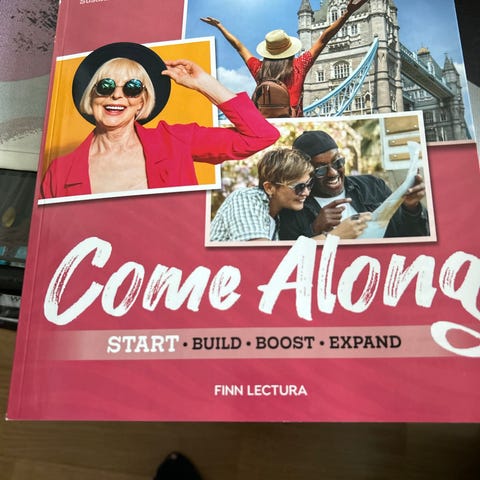 Come Along
START • BUILD • BOOST • EXPAND
FINN LECTURA